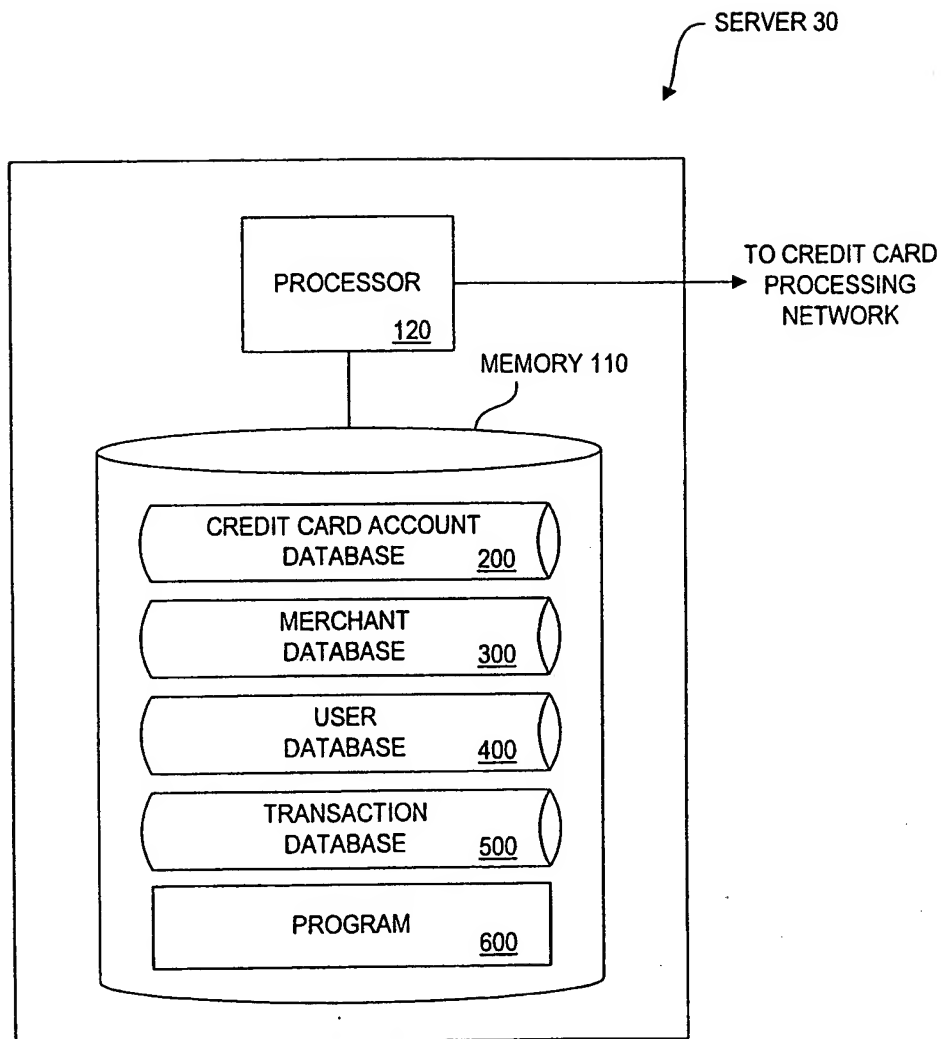 SERVER 30
PROCESSOR
120
TO CREDIT CARD
PROCESSING
NETWORK
MEMORY 110
CREDIT CARD ACCOUNT
DATABASE 200
MERCHANT
DATABASE 300
USER
DATABASE 400
TRANSACTION
DATABASE 500
PROGRAM
600